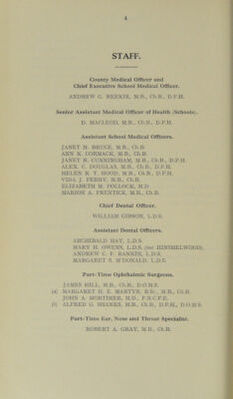 4
STAFF.
County Medical Officer and
Chief Executive School Medical Officer.
ANDREW G. REEKIE, M.B., Ch.B., D.P.H.
Senior Assistant Medical Officer of Health (Schools).
D. MACLEOD, M.B., Ch.B., D.P.H.
Assistant School Medical Officers.
JANET M. BRUCE, M.B., Ch.B.
ANN K. CORMACK, M.B., Ch.B.
JANET N. CUNNINGHAM, M.B., Ch.B., D.P.H.
ALEX. C. DOUGLAS, M.B., Ch.B., D.P.H.
HELEN R. Y. HOOD, M.B., Ch.B., D.P.H.
VIDA J. PERRY, M.B., Ch.B.
ELIZABETH M. POLLOCK, M.D.
MARION A. PRENTICE, M.B., Ch.B.
Chief Dental Officer.
WILLIAM GIBSON, L.D.S.
Assistant Dental Officers.
ARCHIBALD HAY, L.D.S.
MARY H. OWENS, L.D.S.
ANDREW C. F. RANKIN, L.D.S.
MARGARET S. M'DONALD, L.D.S.
Part-Time Ophthalmic Surgeons.
JAMES HILL, M.B., Ch.B., D.O.M.S.
MARGARET H. E. MARTYN, B.Sc., M.B., Ch.B.
JOHN A. MORTIMER, M.D., F.R.C.P.E.
ALFRED G. SHANKS, M.B., Ch.B., D.P.H., D.O.M.S.
Part-Time Ear, Nose and Throat Specialist.
ROBERT A. GRAY, M.D., Ch.B.